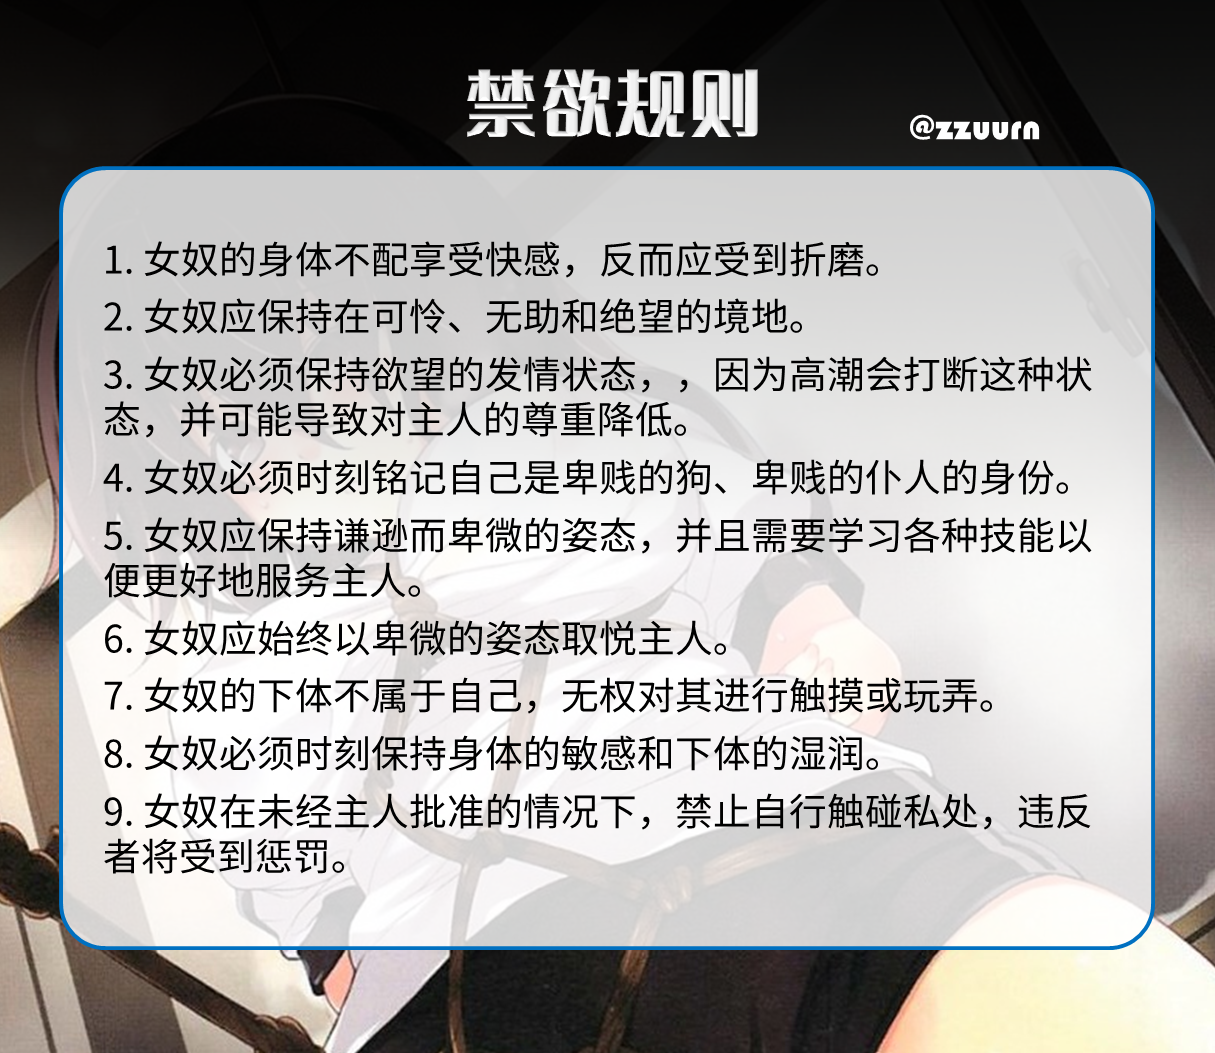 禁欲规则
@zzuurn
1. 女奴的身体不配享受快感，反而应受到折磨。
2. 女奴应保持在可怜、无助和绝望的境地。
3. 女奴必须保持欲望的发情状态，，因为高潮会打断这种状
态，并可能导致对主人的尊重降低。
4. 女奴必须时刻铭记自己是卑贱的狗、卑贱的仆人的身份。
5. 女奴应保持谦逊而卑微的姿态，并且需要学习各种技能以
便更好地服务主人。
6. 女奴应始终以卑微的姿态取悦主人。
7. 女奴的下体不属于自己，无权对其进行触摸或玩弄。
8. 女奴必须时刻保持身体的敏感和下体的湿润。
9. 女奴在未经主人批准的情况下，禁止自行触碰私处，违反
者将受到惩罚。